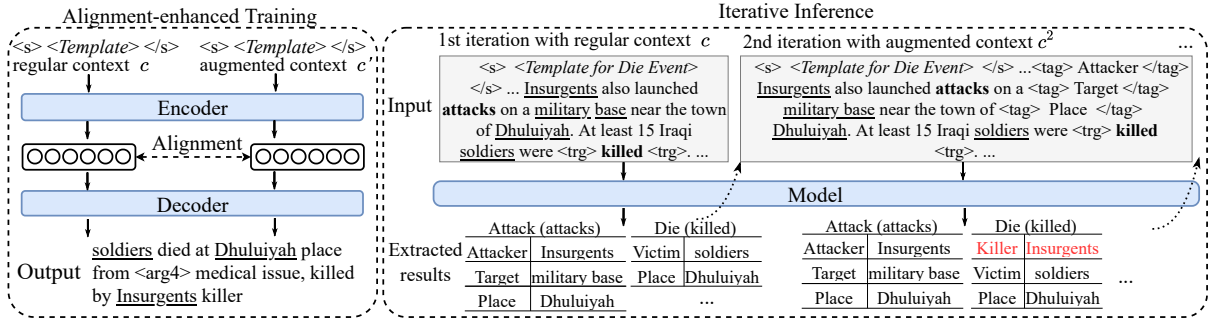 Alignment-enhanced Training
<s> <Template> </s>
regular context c
<s> <Template> </s>
augmented context c'
Encoder
Alignment
Decoder
Output
soldiers died at Dhuluiyah place
from <arg4> medical issue, killed
by Insurgents killer
Iterative Inference
1st iteration with regular context c
2nd iteration with augmented context c²
...
Input
<s> <Template for Die Event>
</s> ... Insurgents also launched
attacks on a military base near the town
of Dhuluiyah. At least 15 Iraqi
soldiers were <trg> killed <trg>. ...
<s> <Template for Die Event> </s> ...<tag> Attacker </tag>
Insurgents also launched attacks on a <tag> Target </tag>
military base near the town of <tag> Place </tag>
Dhuluiyah. At least 15 Iraqi soldiers were <trg> killed
<trg>. ...
Model
Extracted
results
Attack (attacks)
Attacker Insurgents
Target military base
Place Dhuluiyah
Die (killed)
Victim soldiers
Place Dhuluiyah
...
Attack (attacks)
Attacker Insurgents
Target military base
Place Dhuluiyah
Die (killed)
Killer Insurgents
Victim soldiers
Place Dhuluiyah
...